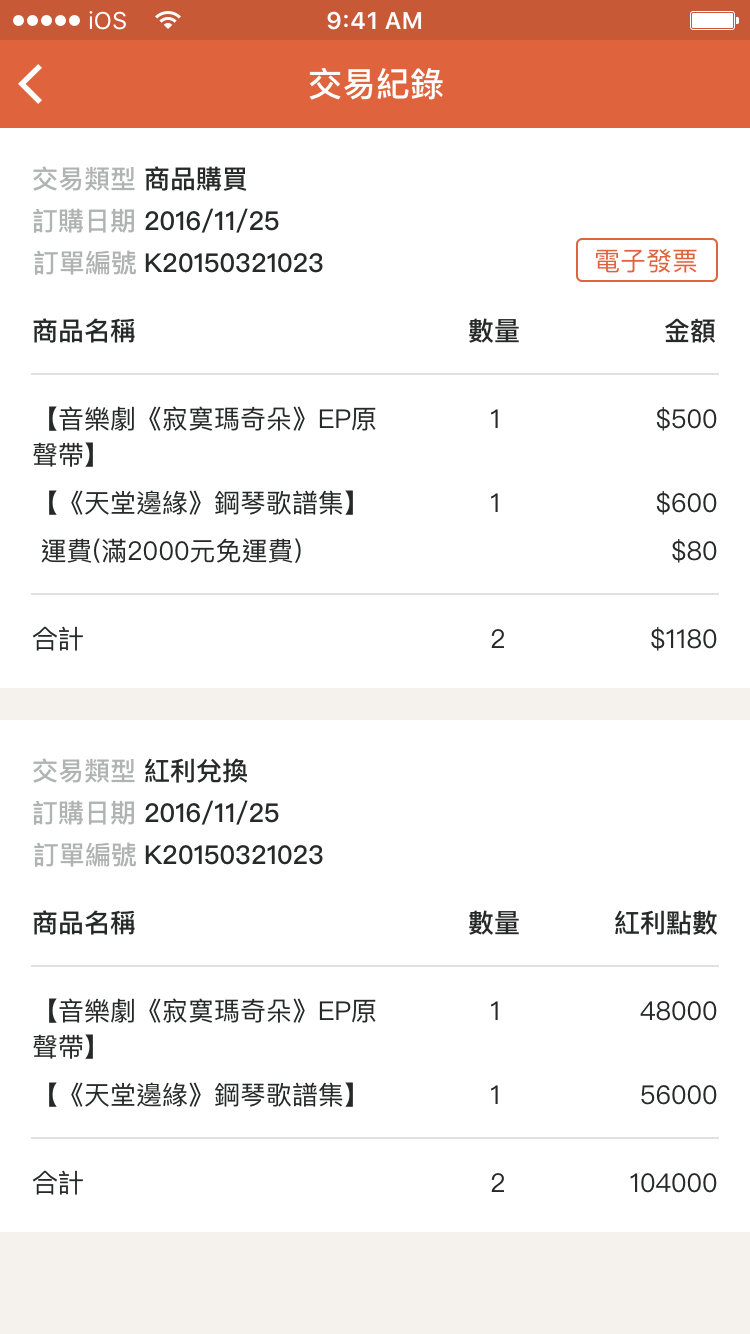 iOS 9:41 AM
交易紀錄
交易類型 商品購買
訂購日期 2016/11/25
訂單編號 K20150321023 電子發票
商品名稱 數量 金額
【音樂劇《寂寞瑪奇朵》EP原 1 $500
聲帶】
【《天堂邊緣》鋼琴歌譜集】 1 $600
運費(滿2000元免運費) $80
合計 2 $1180
交易類型 紅利兌換
訂購日期 2016/11/25
訂單編號 K20150321023
商品名稱 數量 紅利點數
【音樂劇《寂寞瑪奇朵》EP原 1 48000
聲帶】
【《天堂邊緣》鋼琴歌譜集】 1 56000
合計 2 104000